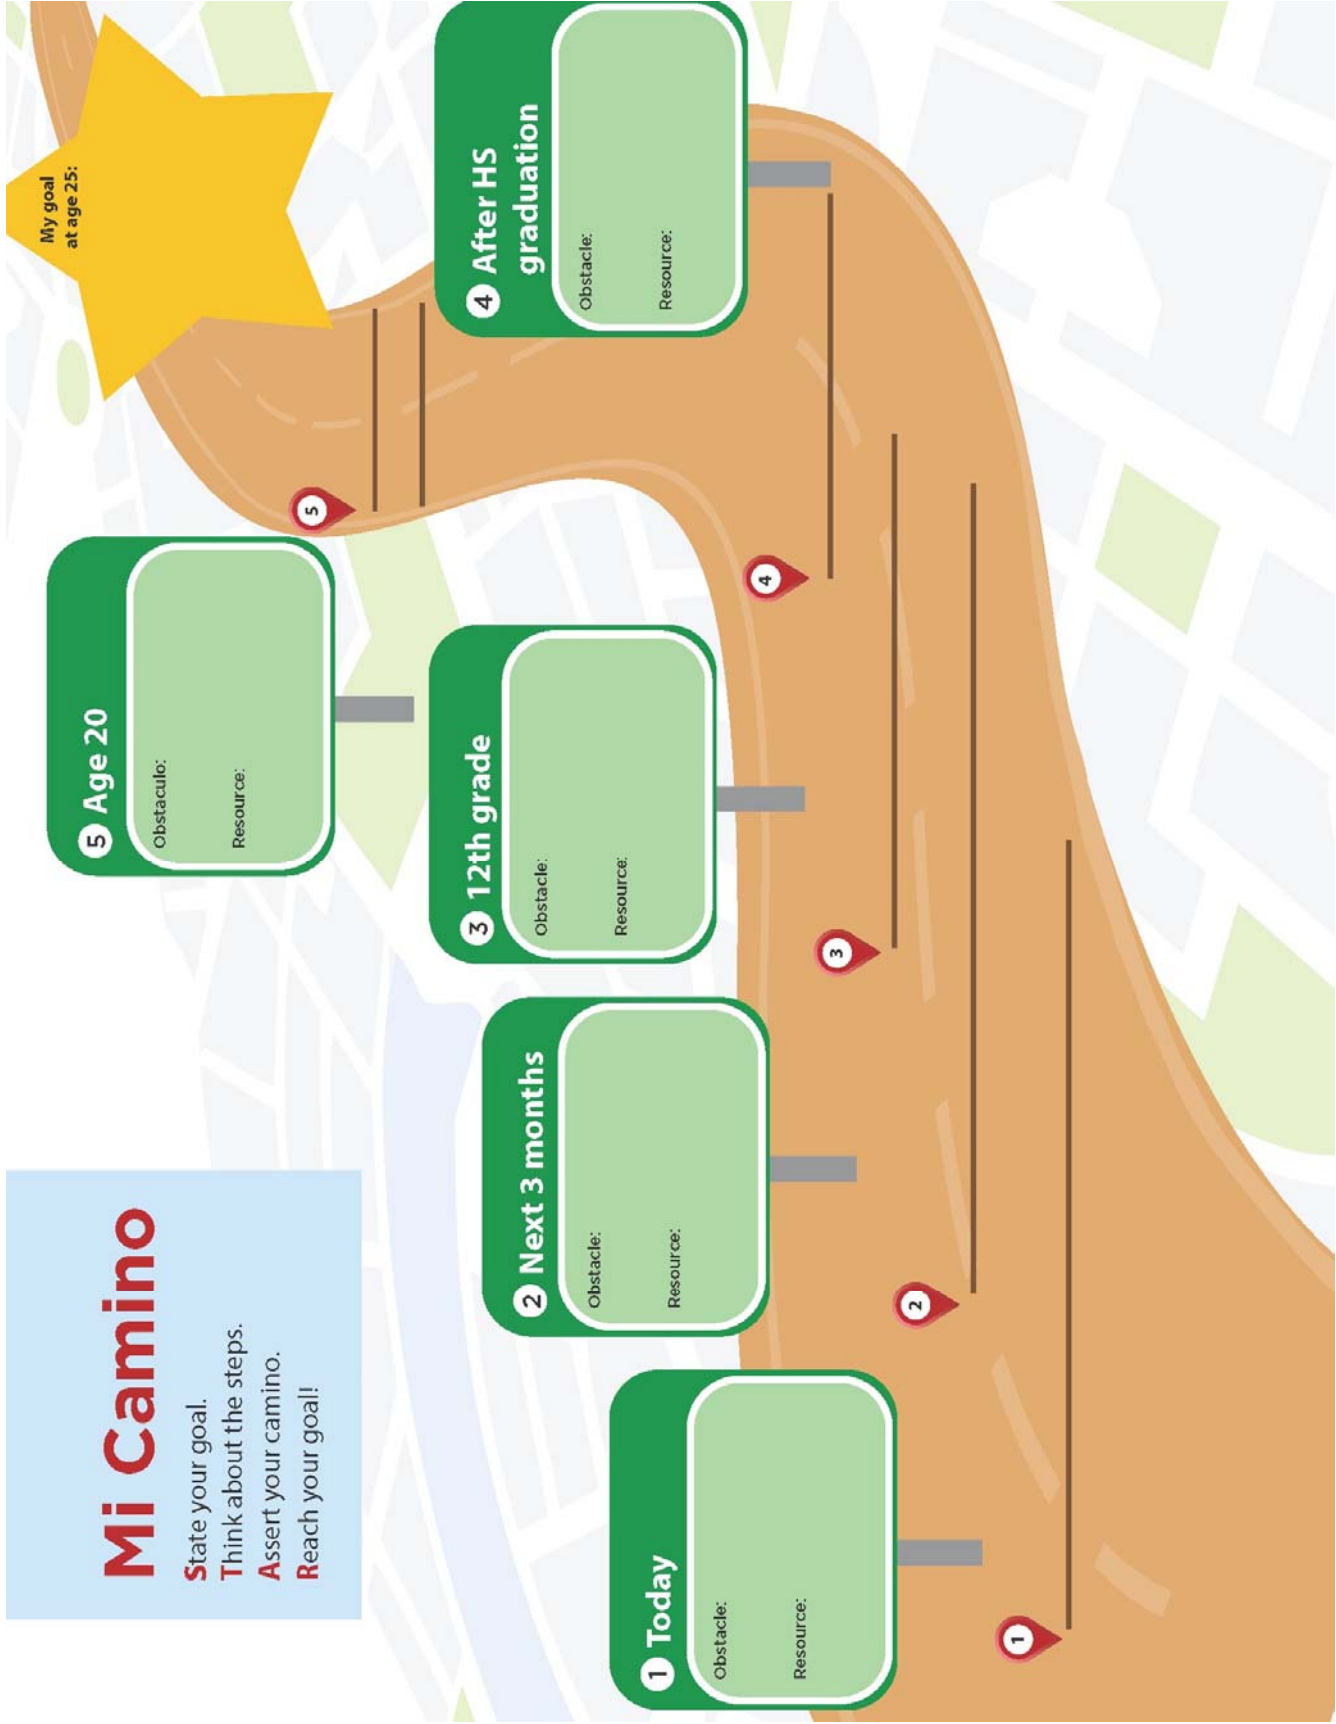 Mi Camino
State your goal.
Think about the steps.
Assert your camino.
Reach your goal!
My goal
at age 25:
5 Age 20
Obstaculo:
Resource:
5
4 After HS
graduation
Obstacle:
Resource:
4
3 12th grade
Obstacle:
Resource:
3
2 Next 3 months
Obstacle:
Resource:
2
1 Today
Obstacle:
Resource:
1